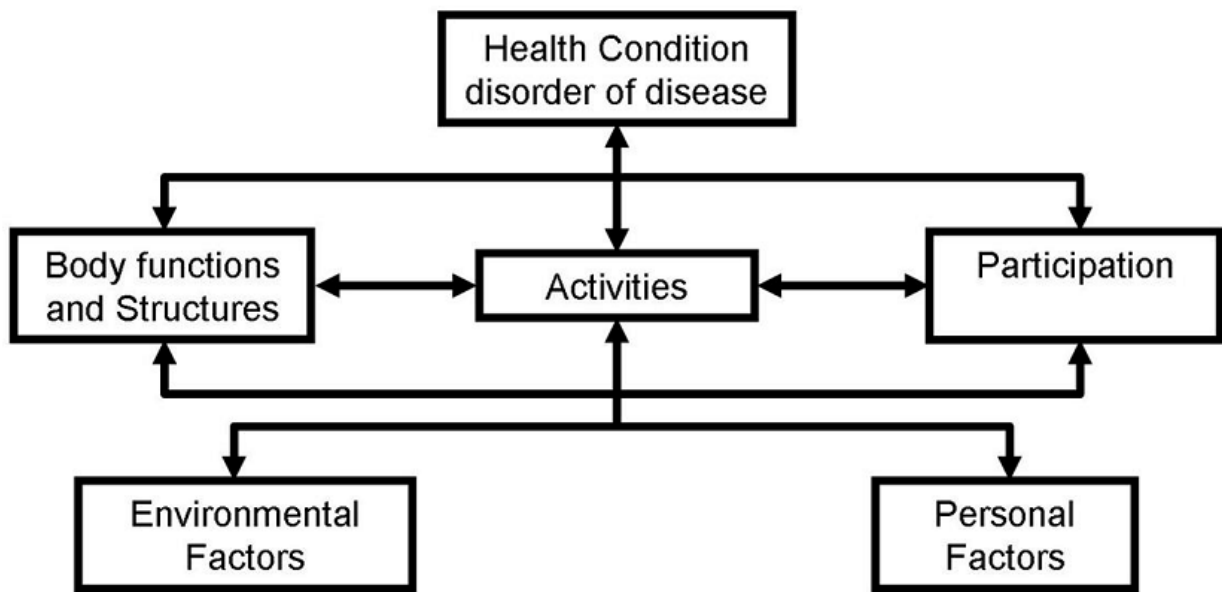 Health Condition
disorder of disease
Body functions
and Structures
Activities
Participation
Environmental
Factors
Personal
Factors